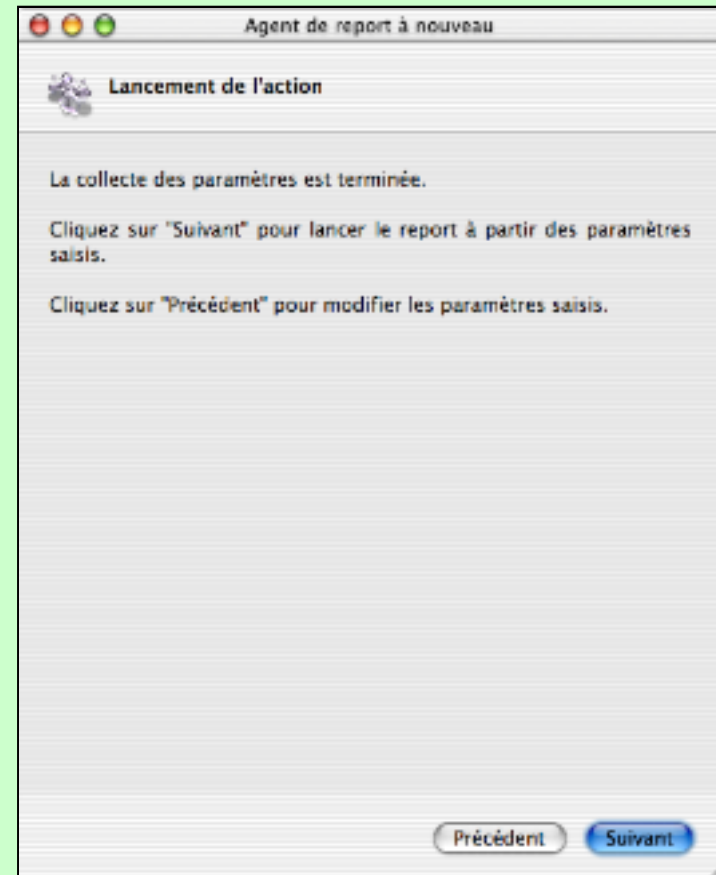 Agent de report à nouveau
Lancement de l'action
La collecte des paramètres est terminée.
Cliquez sur "Suivant" pour lancer le report à partir des paramètres
saisis.
Cliquez sur "Précédent" pour modifier les paramètres saisis.
Précédent
Suivant